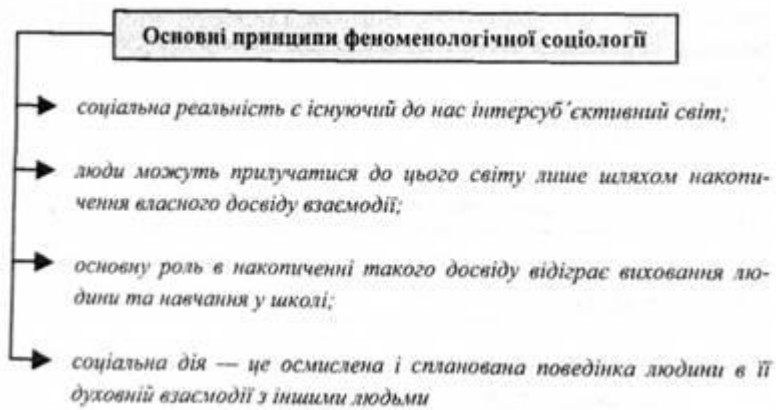 Основні принципи феноменологічної соціології
соціальна реальність є існуючий до нас інтерсуб´єктивний світ;
люди можуть прилучатися до цього світу лише шляхом накопи-
чення власного досвіду взаємодії;
основну роль в накопиченні такого досвіду відіграє виховання лю-
дини та навчання у школі;
соціальна дія — це осмислена і спланована поведінка людини в її
духовній взаємодії з іншими людьми